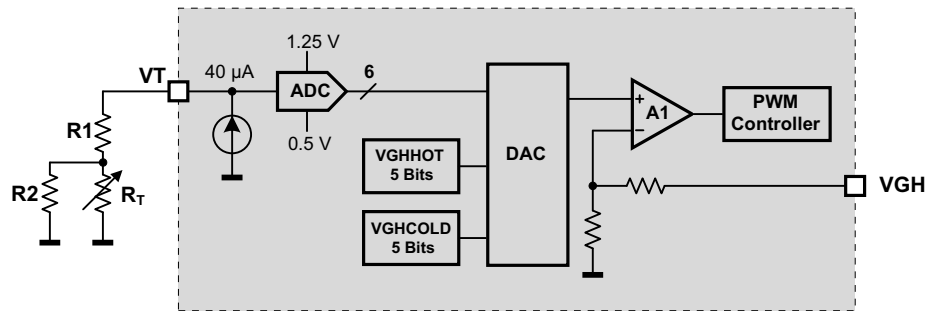 1.25 V
VT
40 µA
ADC
6
0.5 V
R1
R2
RT
VGHHOT
5 Bits
VGHCOLD
5 Bits
DAC
+
A1
−
PWM
Controller
VGH